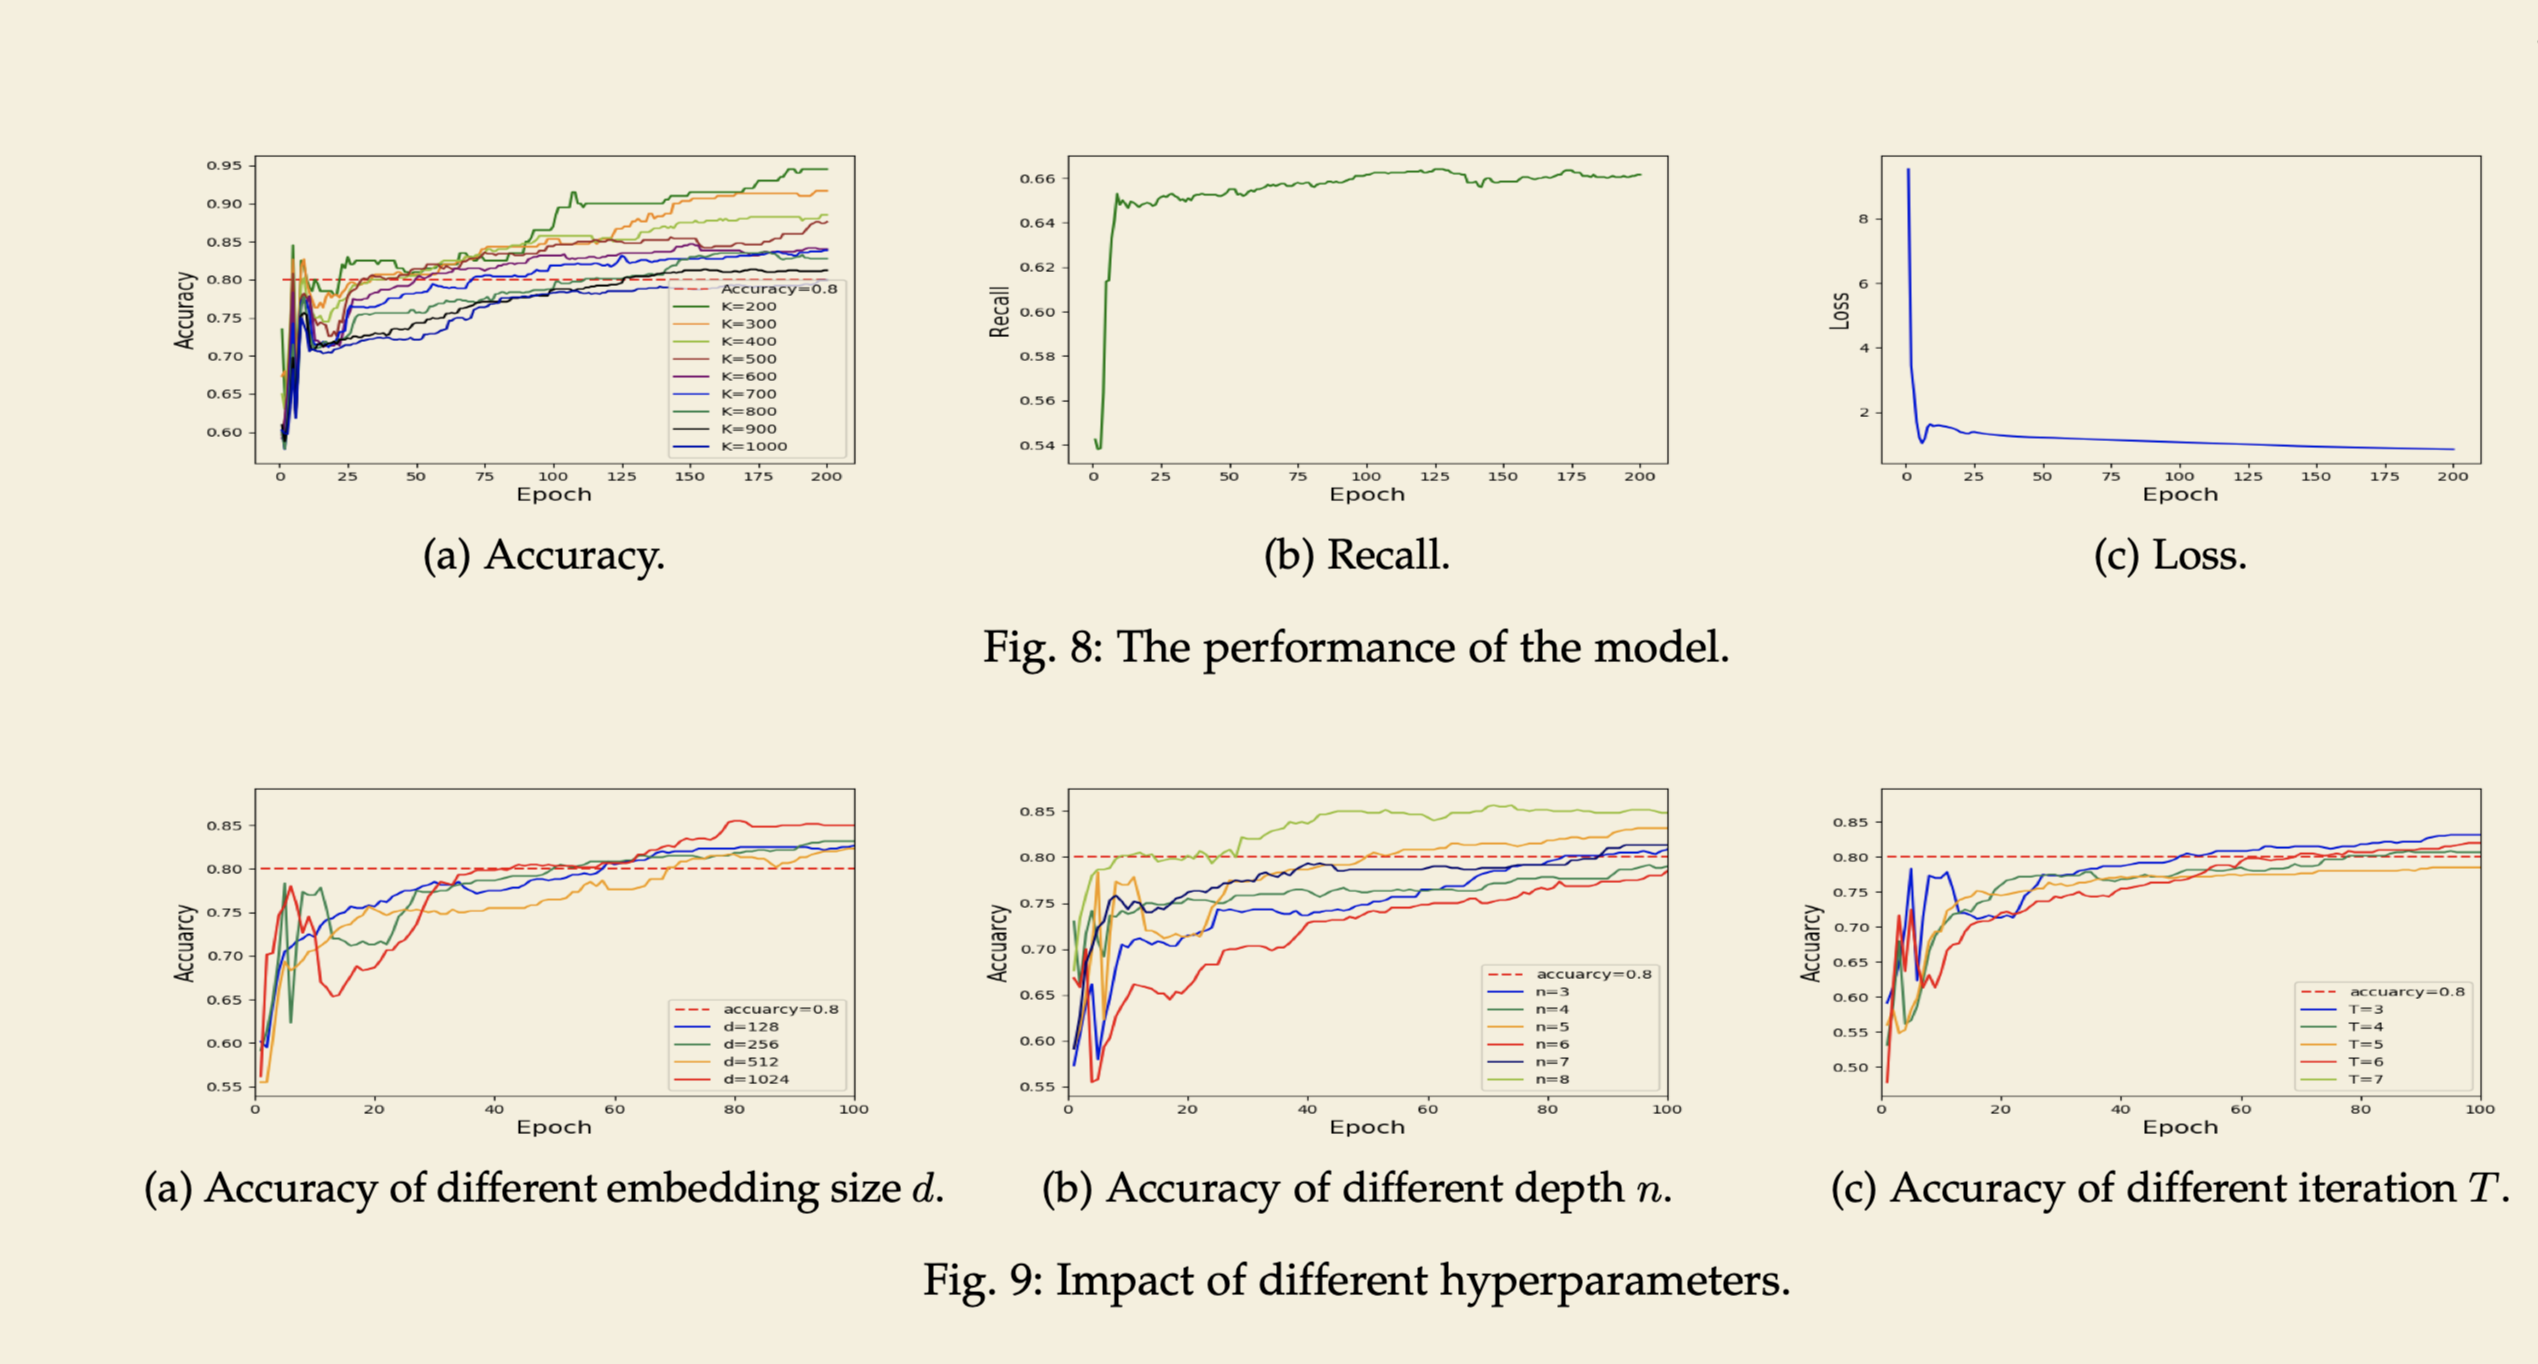 0.95
0.90
0.85
0.80
0.75
0.70
0.65
0.60
Accuracy
Accuracy=0.8
K=200
K=300
K=400
K=500
K=600
K=700
K=800
K=900
K=1000
0 25 50 75 100 125 150 175 200
Epoch
(a) Accuracy.
0.66
0.64
0.62
0.60
0.58
0.56
0.54
Recall
0 25 50 75 100 125 150 175 200
Epoch
(b) Recall.
8
6
4
2
Loss
0 25 50 75 100 125 150 175 200
Epoch
(c) Loss.
Fig. 8: The performance of the model.
0.85
0.80
0.75
0.70
0.65
0.60
0.55
Accuarcy
accuarcy=0.8
d=128
d=256
d=512
d=1024
0 20 40 60 80 100
Epoch
(a) Accuracy of different embedding size d.
0.85
0.80
0.75
0.70
0.65
0.60
0.55
Accuarcy
accuarcy=0.8
n=3
n=4
n=5
n=6
n=7
n=8
0 20 40 60 80 100
Epoch
(b) Accuracy of different depth n.
0.85
0.80
0.75
0.70
0.65
0.60
0.55
0.50
Accuarcy
accuarcy=0.8
T=3
T=4
T=5
T=6
T=7
0 20 40 60 80 100
Epoch
(c) Accuracy of different iteration T.
Fig. 9: Impact of different hyperparameters.